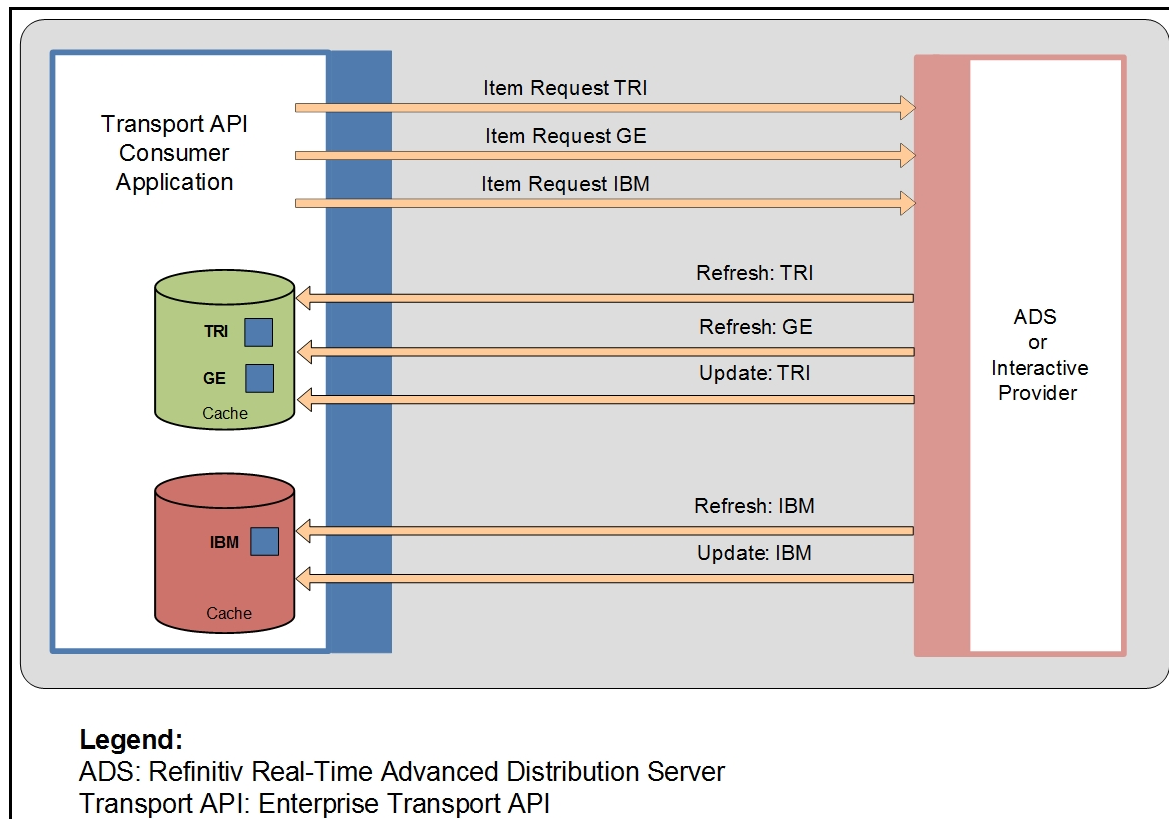 Item Request TRI
Transport API
Consumer
Application
Item Request GE
Item Request IBM
Refresh: TRI
TRI
Refresh: GE
GE
Update: TRI
Cache
ADS
or
Interactive
Provider
Refresh: IBM
IBM
Update: IBM
Cache
Legend:
ADS: Refinitiv Real-Time Advanced Distribution Server
Transport API: Enterprise Transport API